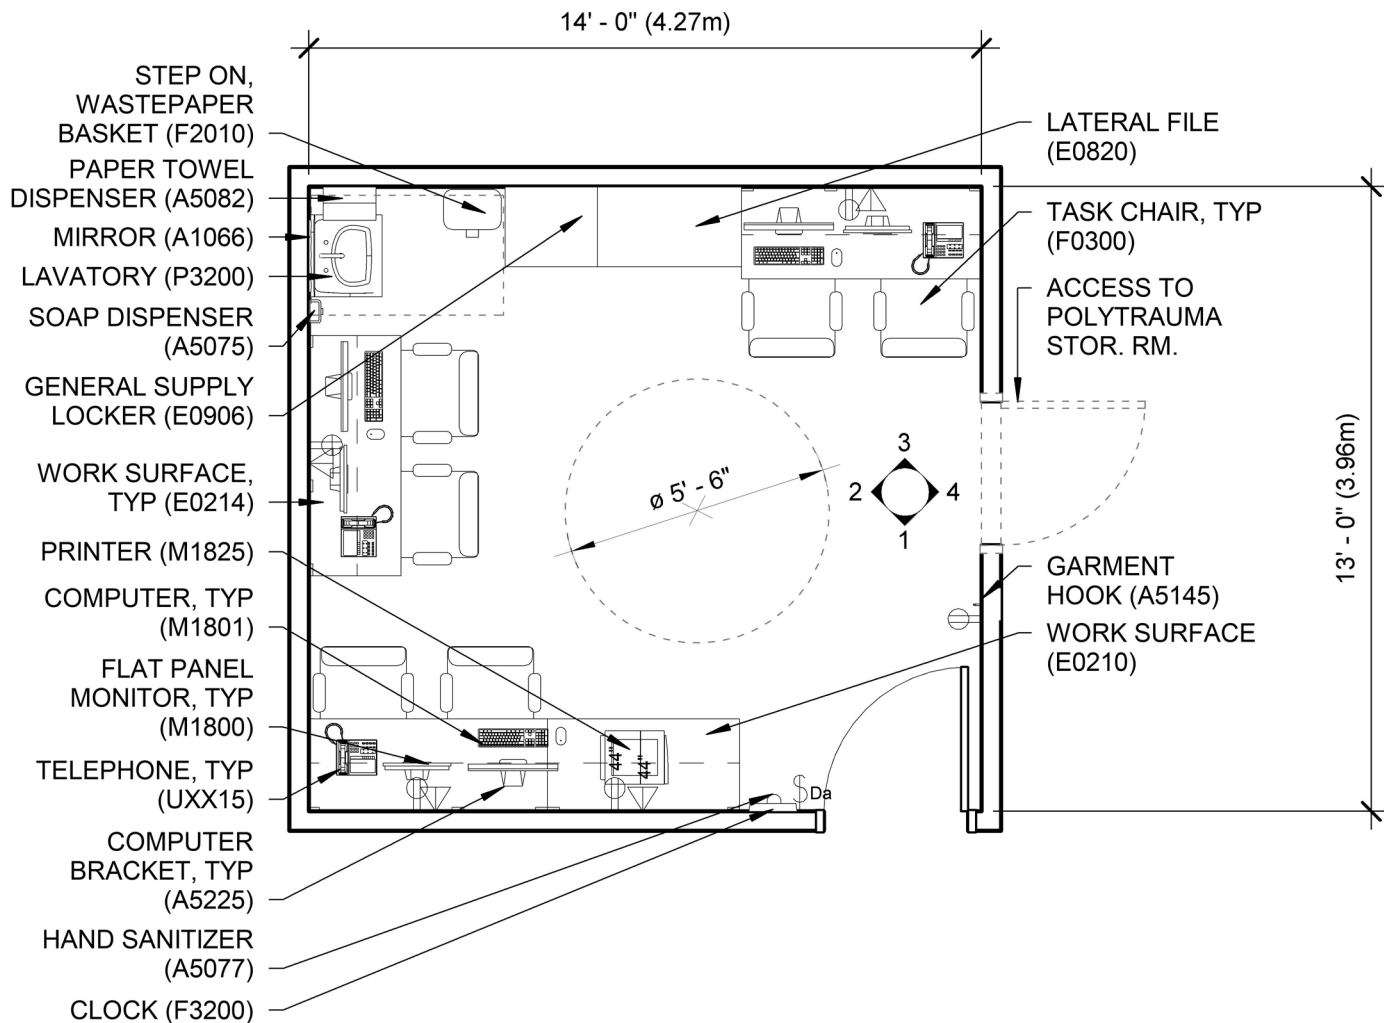 14' - 0" (4.27m)
STEP ON,
WASTEPAPER
BASKET (F2010)
PAPER TOWEL
DISPENSER (A5082)
MIRROR (A1066)
LAVATORY (P3200)
SOAP DISPENSER
(A5075)
GENERAL SUPPLY
LOCKER (E0906)
WORK SURFACE,
TYP (E0214)
PRINTER (M1825)
COMPUTER, TYP
(M1801)
FLAT PANEL
MONITOR, TYP
(M1800)
TELEPHONE, TYP
(UXX15)
COMPUTER
BRACKET, TYP
(A5225)
HAND SANITIZER
(A5077)
CLOCK (F3200)
ø 5' - 6"
3
2
4
1
44"
44"
Da
LATERAL FILE
(E0820)
TASK CHAIR, TYP
(F0300)
ACCESS TO
POLYTRAUMA
STOR. RM.
GARMENT
HOOK (A5145)
WORK SURFACE
(E0210)
13' - 0" (3.96m)